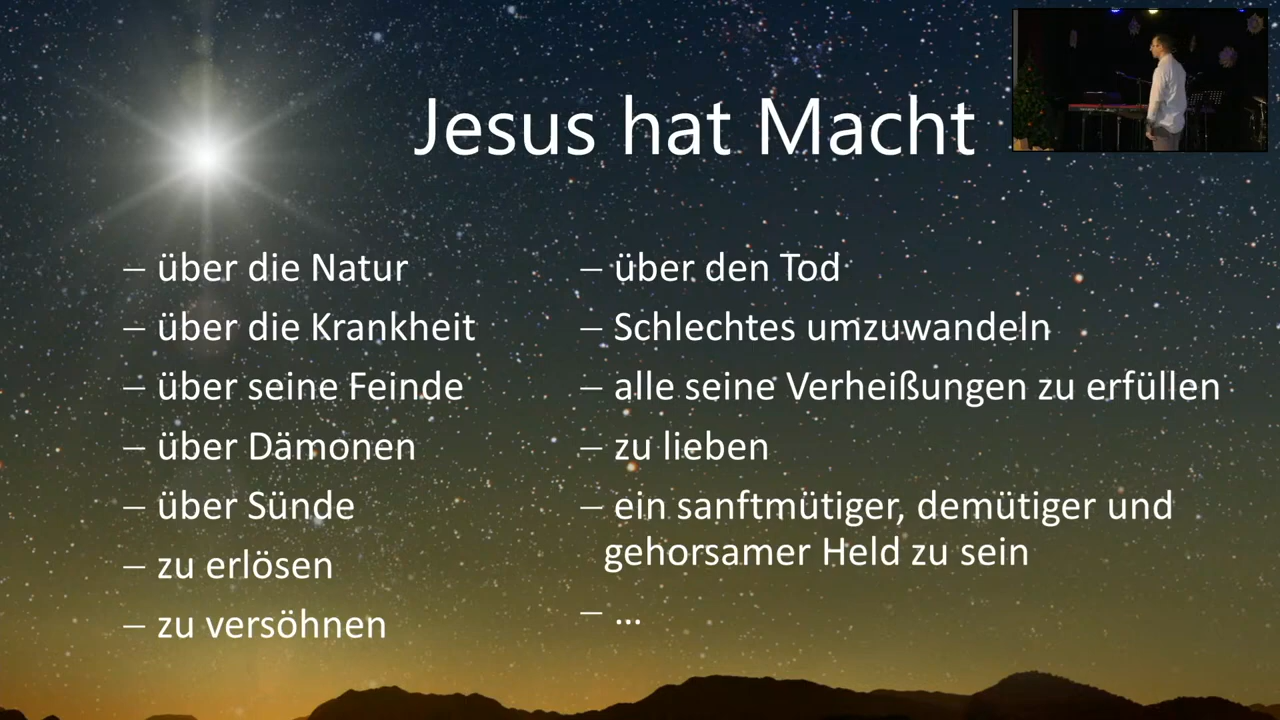 Jesus hat Macht
– über die Natur
– über die Krankheit
– über seine Feinde
– über Dämonen
– über Sünde
– zu erlösen
– zu versöhnen
– über den Tod
– Schlechtes umzuwandeln
– alle seine Verheißungen zu erfüllen
– zu lieben
– ein sanftmütiger, demütiger und
gehorsamer Held zu sein
– ...